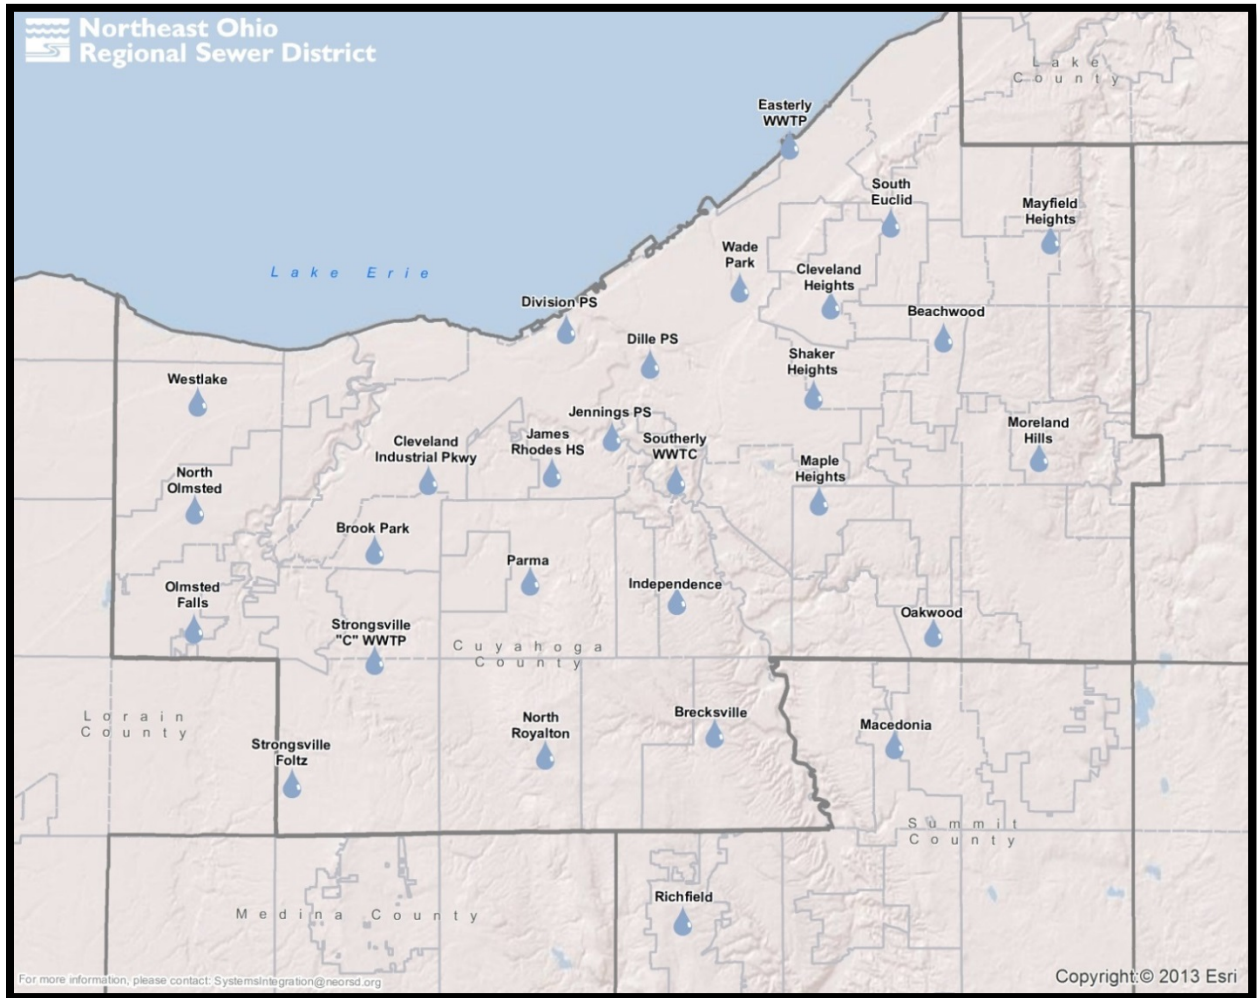 Northeast Ohio
Regional Sewer District
Lake
County
Easterly
WWTP
South
Euclid
Mayfield
Heights
Wade
Park
Cleveland
Heights
Lake Erie
Division PS
Beachwood
Dille PS
Shaker
Heights
Westlake
Jennings PS
Moreland
Hills
Cleveland
Industrial Pkwy
James
Rhodes HS
Southerly
WWTC
Maple
Heights
North
Olmsted
Brook Park
Parma
Independence
Olmsted
Falls
Oakwood
Strongsville
"C" WWTP
Cuyahoga
County
Lorain
County
Strongsville
Foltz
North
Royalton
Brecksville
Macedonia
Summit
County
Richfield
Medina County
For more information, please contact: SystemsIntegration@neorsd.org
Copyright:© 2013 Esri